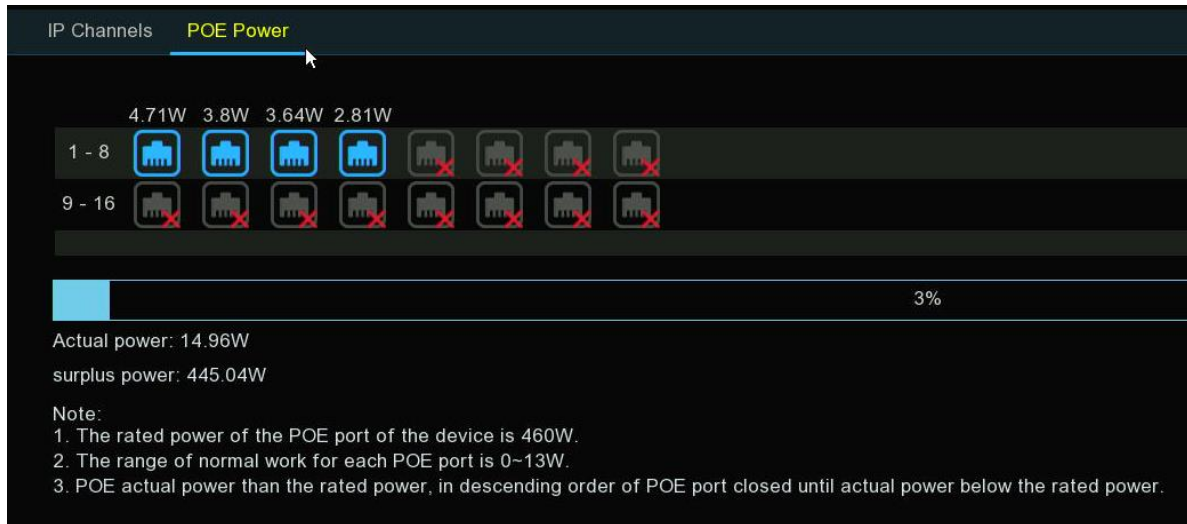 IP Channels POE Power
4.71W 3.8W 3.64W 2.81W
1 - 8
9 - 16
3%
Actual power: 14.96W
surplus power: 445.04W
Note:
1. The rated power of the POE port of the device is 460W.
2. The range of normal work for each POE port is 0~13W.
3. POE actual power than the rated power, in descending order of POE port closed until actual power below the rated power.